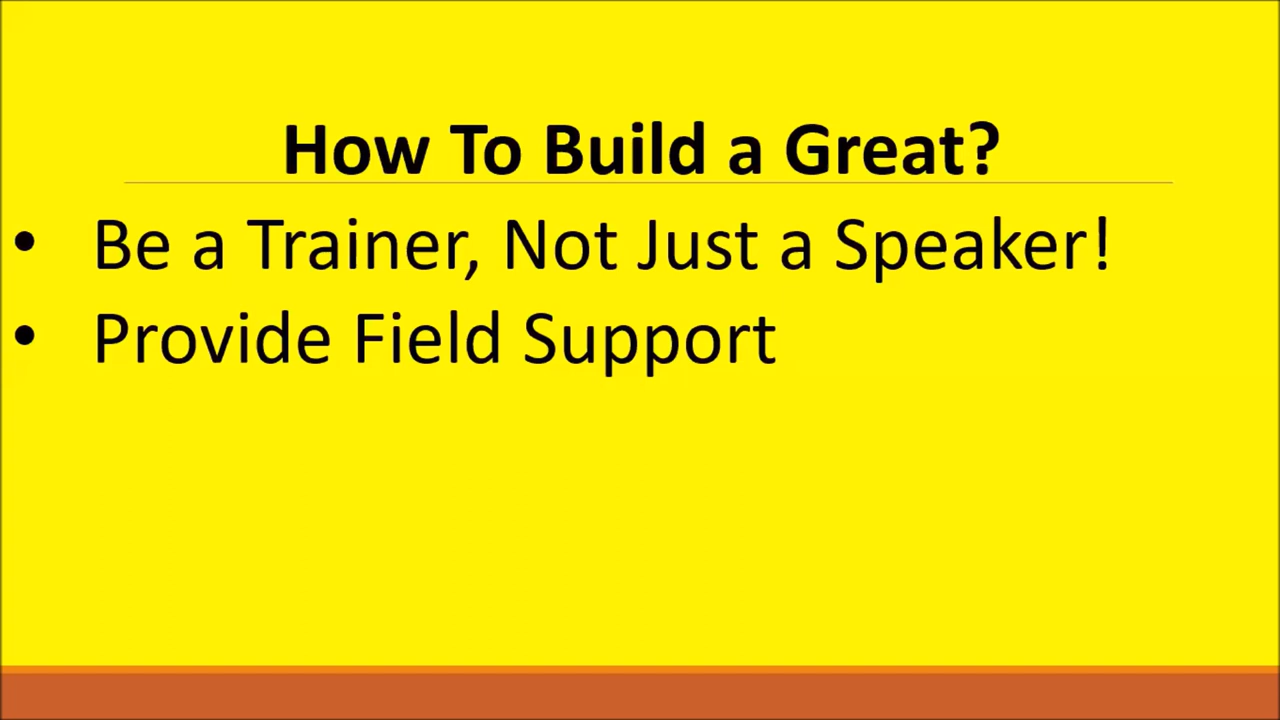 How To Build a Great?
• Be a Trainer, Not Just a Speaker!
• Provide Field Support